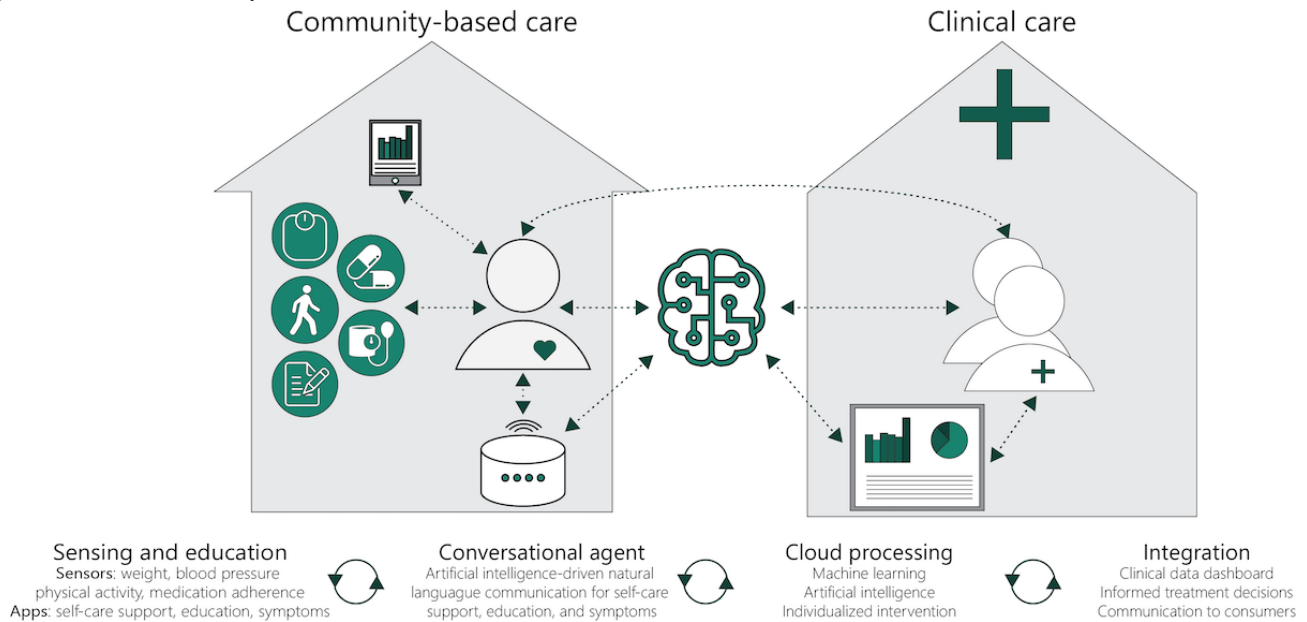 Community-based care
Clinical care
Sensing and education
Sensors: weight, blood pressure
physical activity, medication adherence
Apps: self-care support, education, symptoms
Conversational agent
Artificial intelligence-driven natural
languague communication for self-care
support, education, and symptoms
Cloud processing
Machine learning
Artificial intelligence
Individualized intervention
Integration
Clinical data dashboard
Informed treatment decisions
Communication to consumers